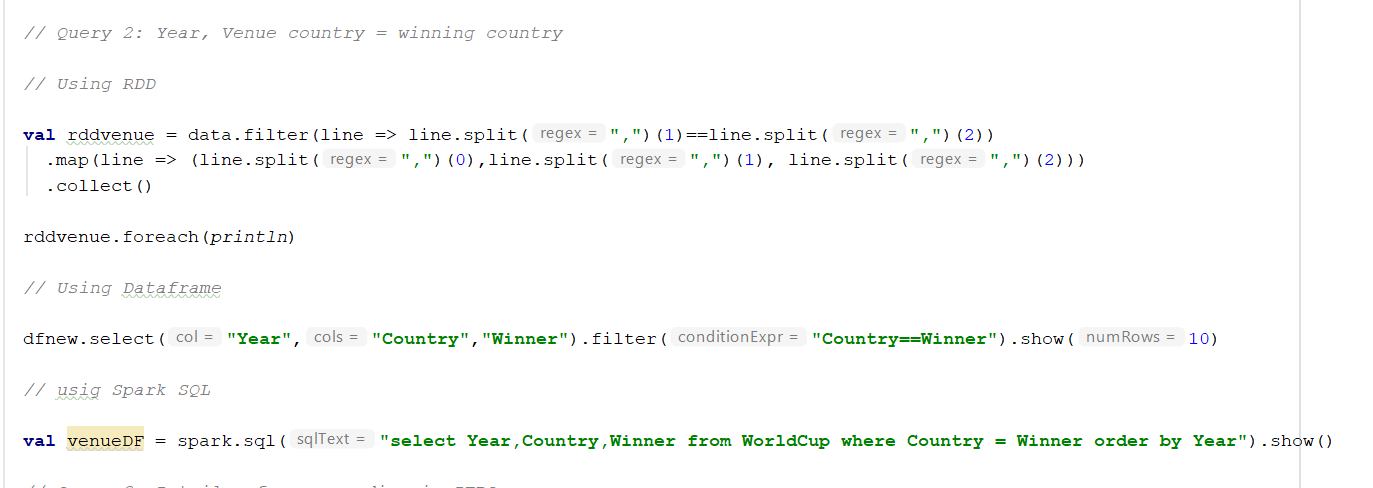 // Query 2: Year, Venue country = winning country
// Using RDD
val rddvenue = data.filter(line => line.split( regex = ",")(1)==line.split( regex = ",")(2))
.map(line => (line.split( regex = ",")(0),line.split( regex = ",")(1), line.split( regex = ",")(2)))
.collect()
rddvenue.foreach(println)
// Using Dataframe
dfnew.select( col = "Year", cols = "Country","Winner").filter( conditionExpr = "Country==Winner").show( numRows = 10)
// usig Spark SQL
val venueDF = spark.sql( sqlText = "select Year,Country,Winner from WorldCup where Country = Winner order by Year").show()